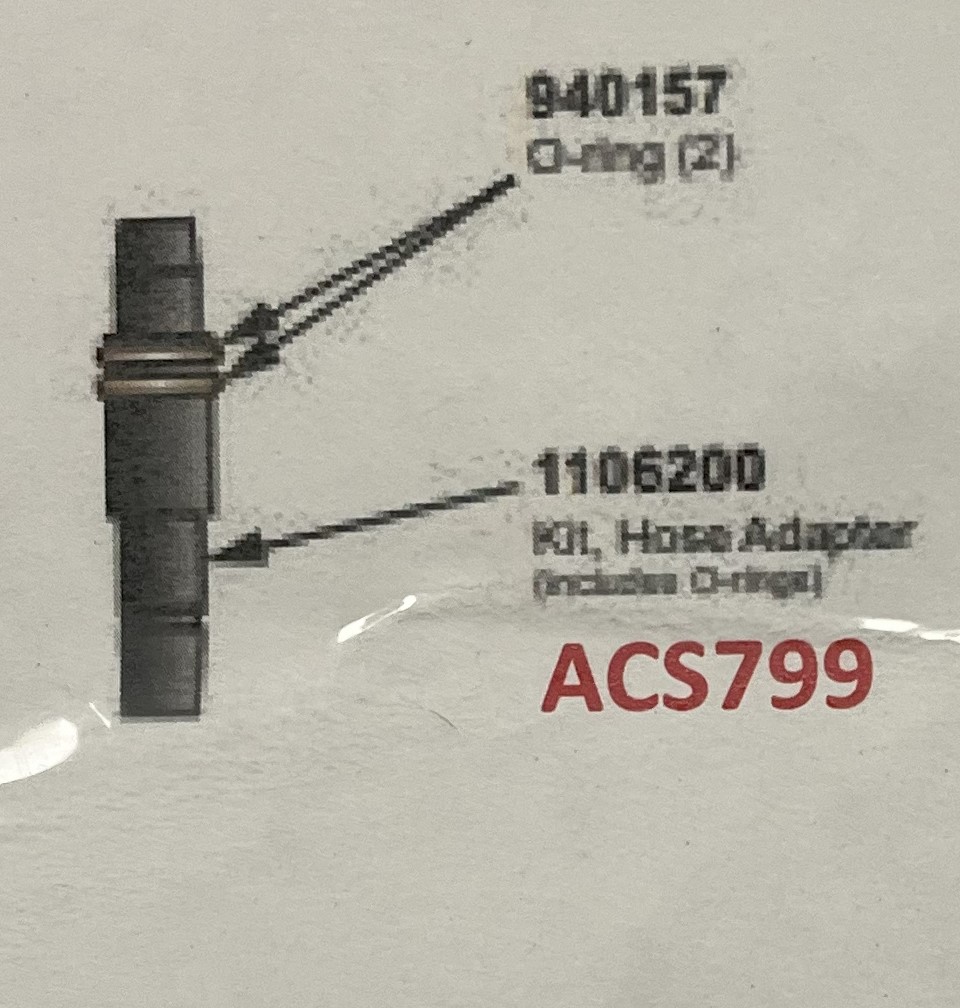 940157
O-ring (2)
1106200
Kit, Hose Adapter
(includes O-rings)
ACS799